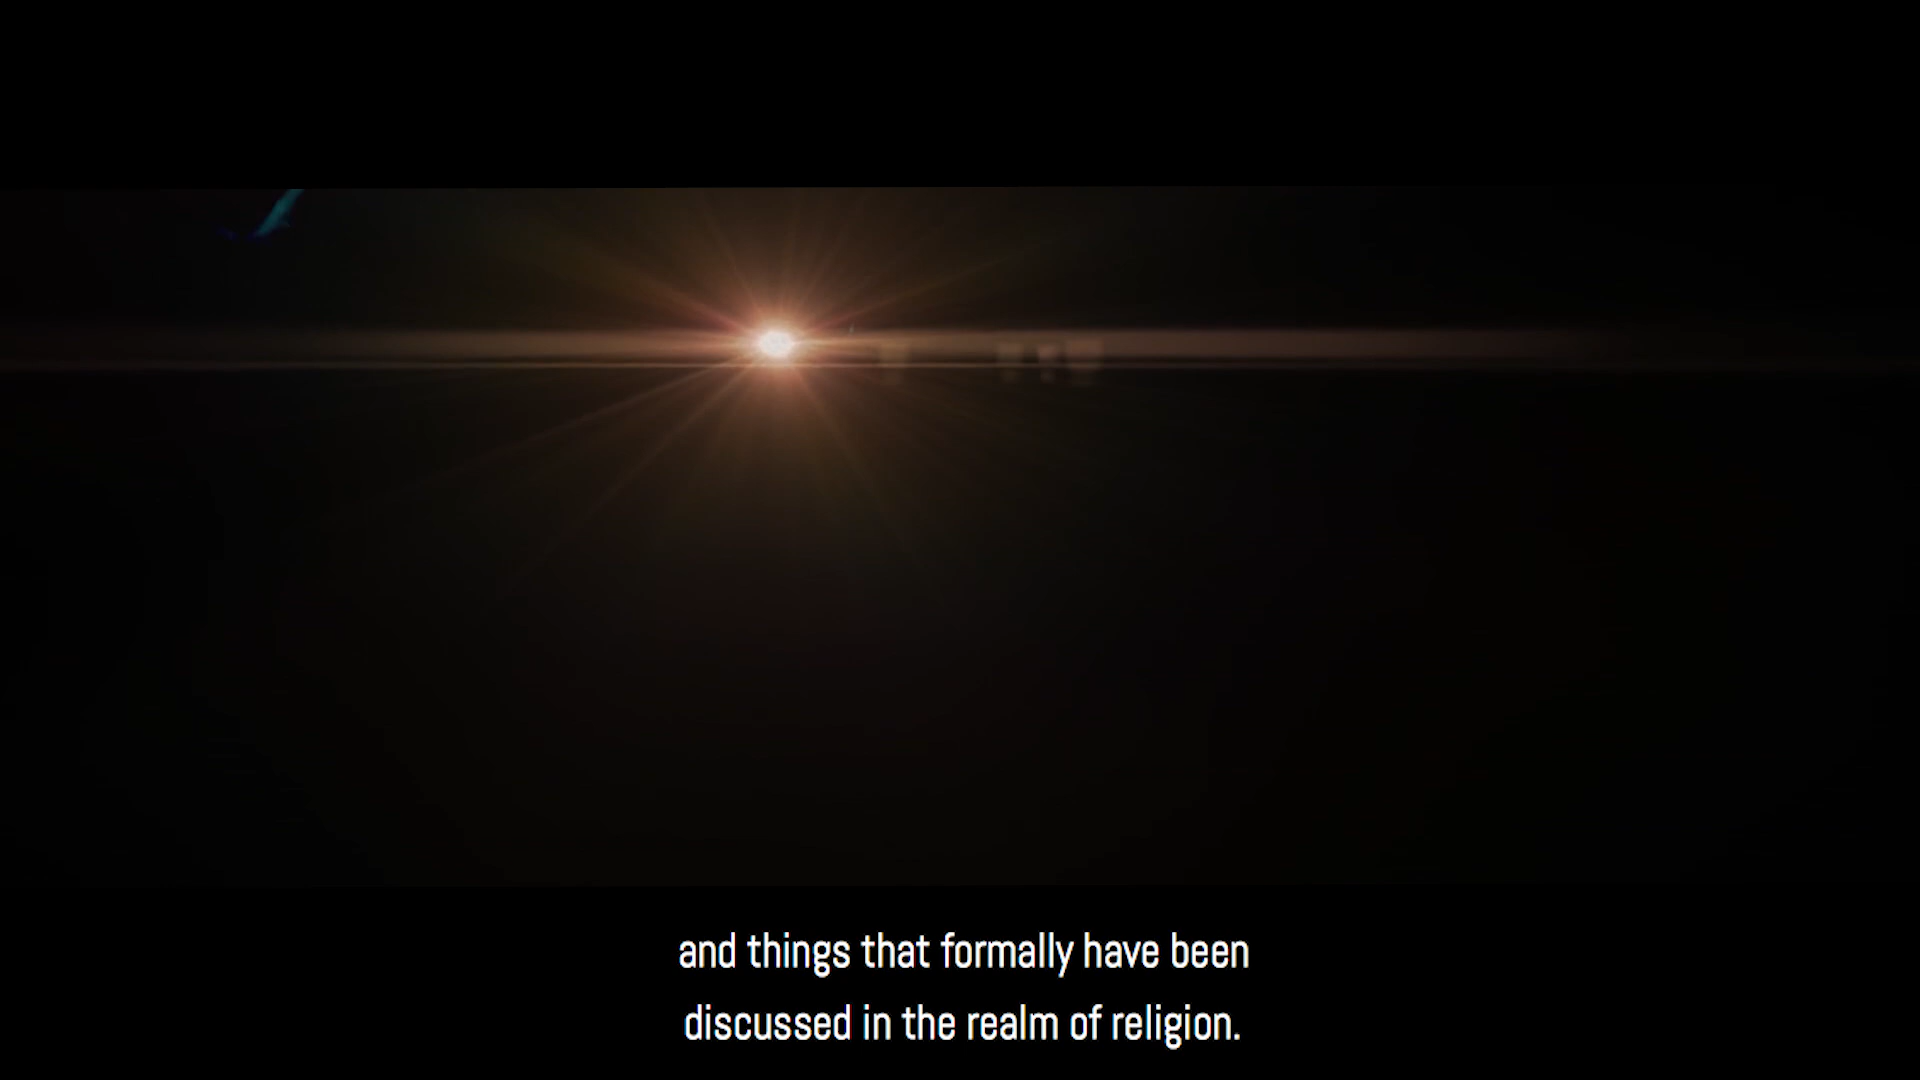 and things that formally have been
discussed in the realm of religion.